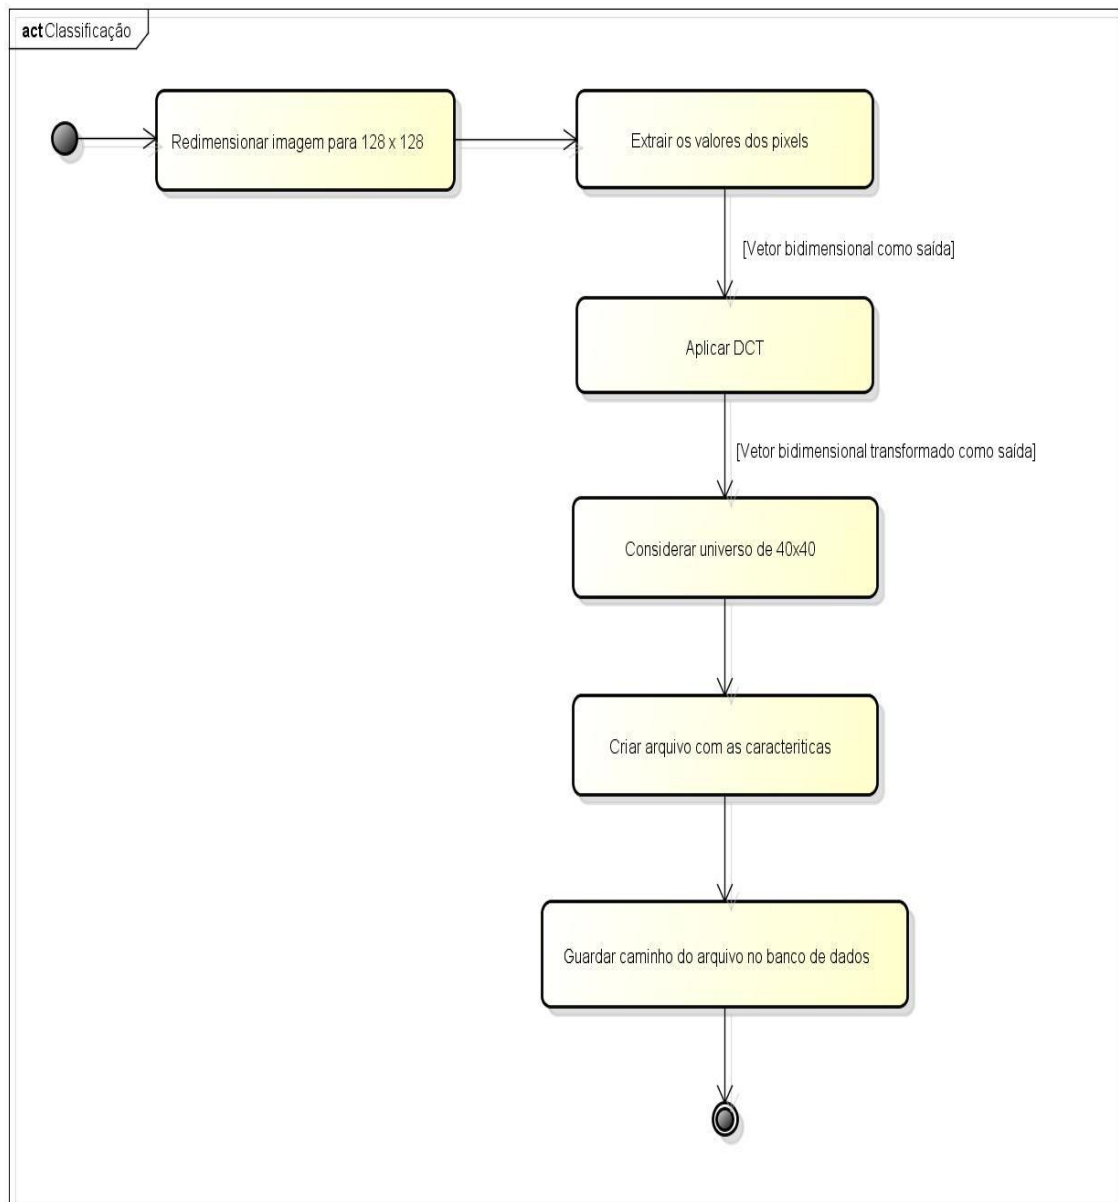 act Classificação
Redimensionar imagem para 128 x 128
Extrair os valores dos pixels
[Vetor bidimensional como saída]
Aplicar DCT
[Vetor bidimensional transformado como saída]
Considerar universo de 40x40
Criar arquivo com as caracteriticas
Guardar caminho do arquivo no banco de dados